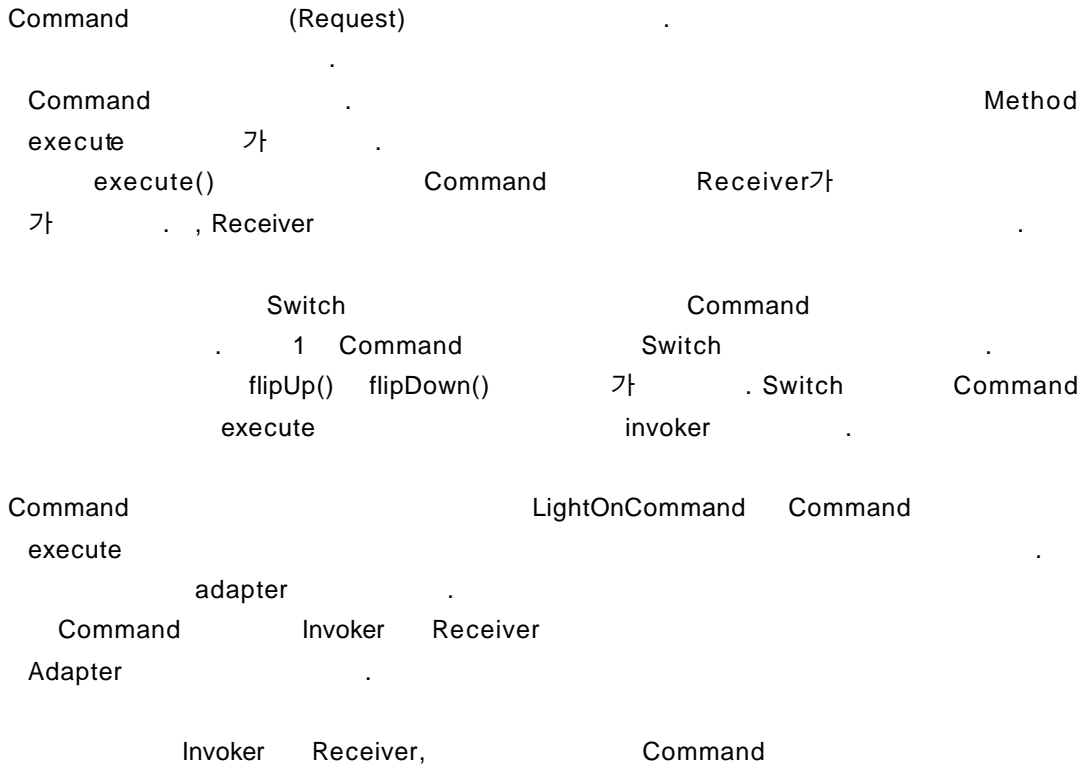 Command (Request) .
.
Command . Method
execute 가 .
execute() Command Receiver가
가 . , Receiver .
Switch Command
. 1 Command Switch .
flipUp() flipDown() 가 . Switch Command
execute invoker .
Command LightOnCommand Command
execute .
adapter .
Command Invoker Receiver
Adapter .
Invoker Receiver, Command